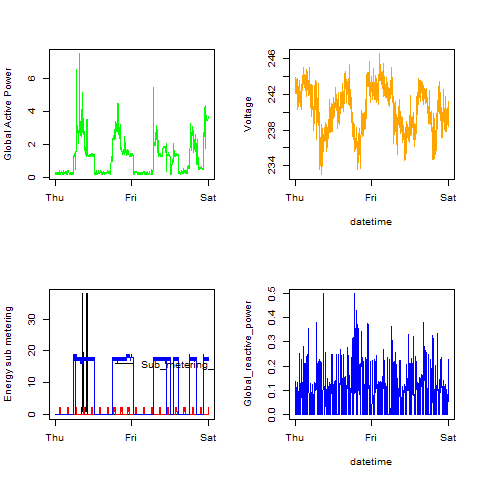 Global Active Power
0 2 4 6
Thu Fri Sat
Voltage
234 238 242 246
Thu Fri Sat
datetime
Energy sub metering
0 10 20 30
Sub_metering_
Thu Fri Sat
Global_reactive_power
0.0 0.1 0.2 0.3 0.4 0.5
Thu Fri Sat
datetime